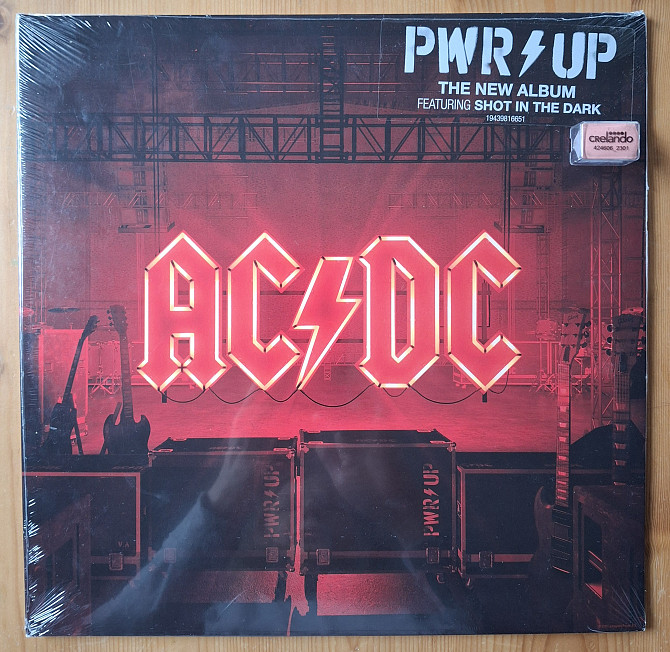 PWR⚡UP
THE NEW ALBUM
FEATURING SHOT IN THE DARK
19439816651
crelando
424606_2301
AC⚡DC
PWR⚡UP
PWR⚡UP